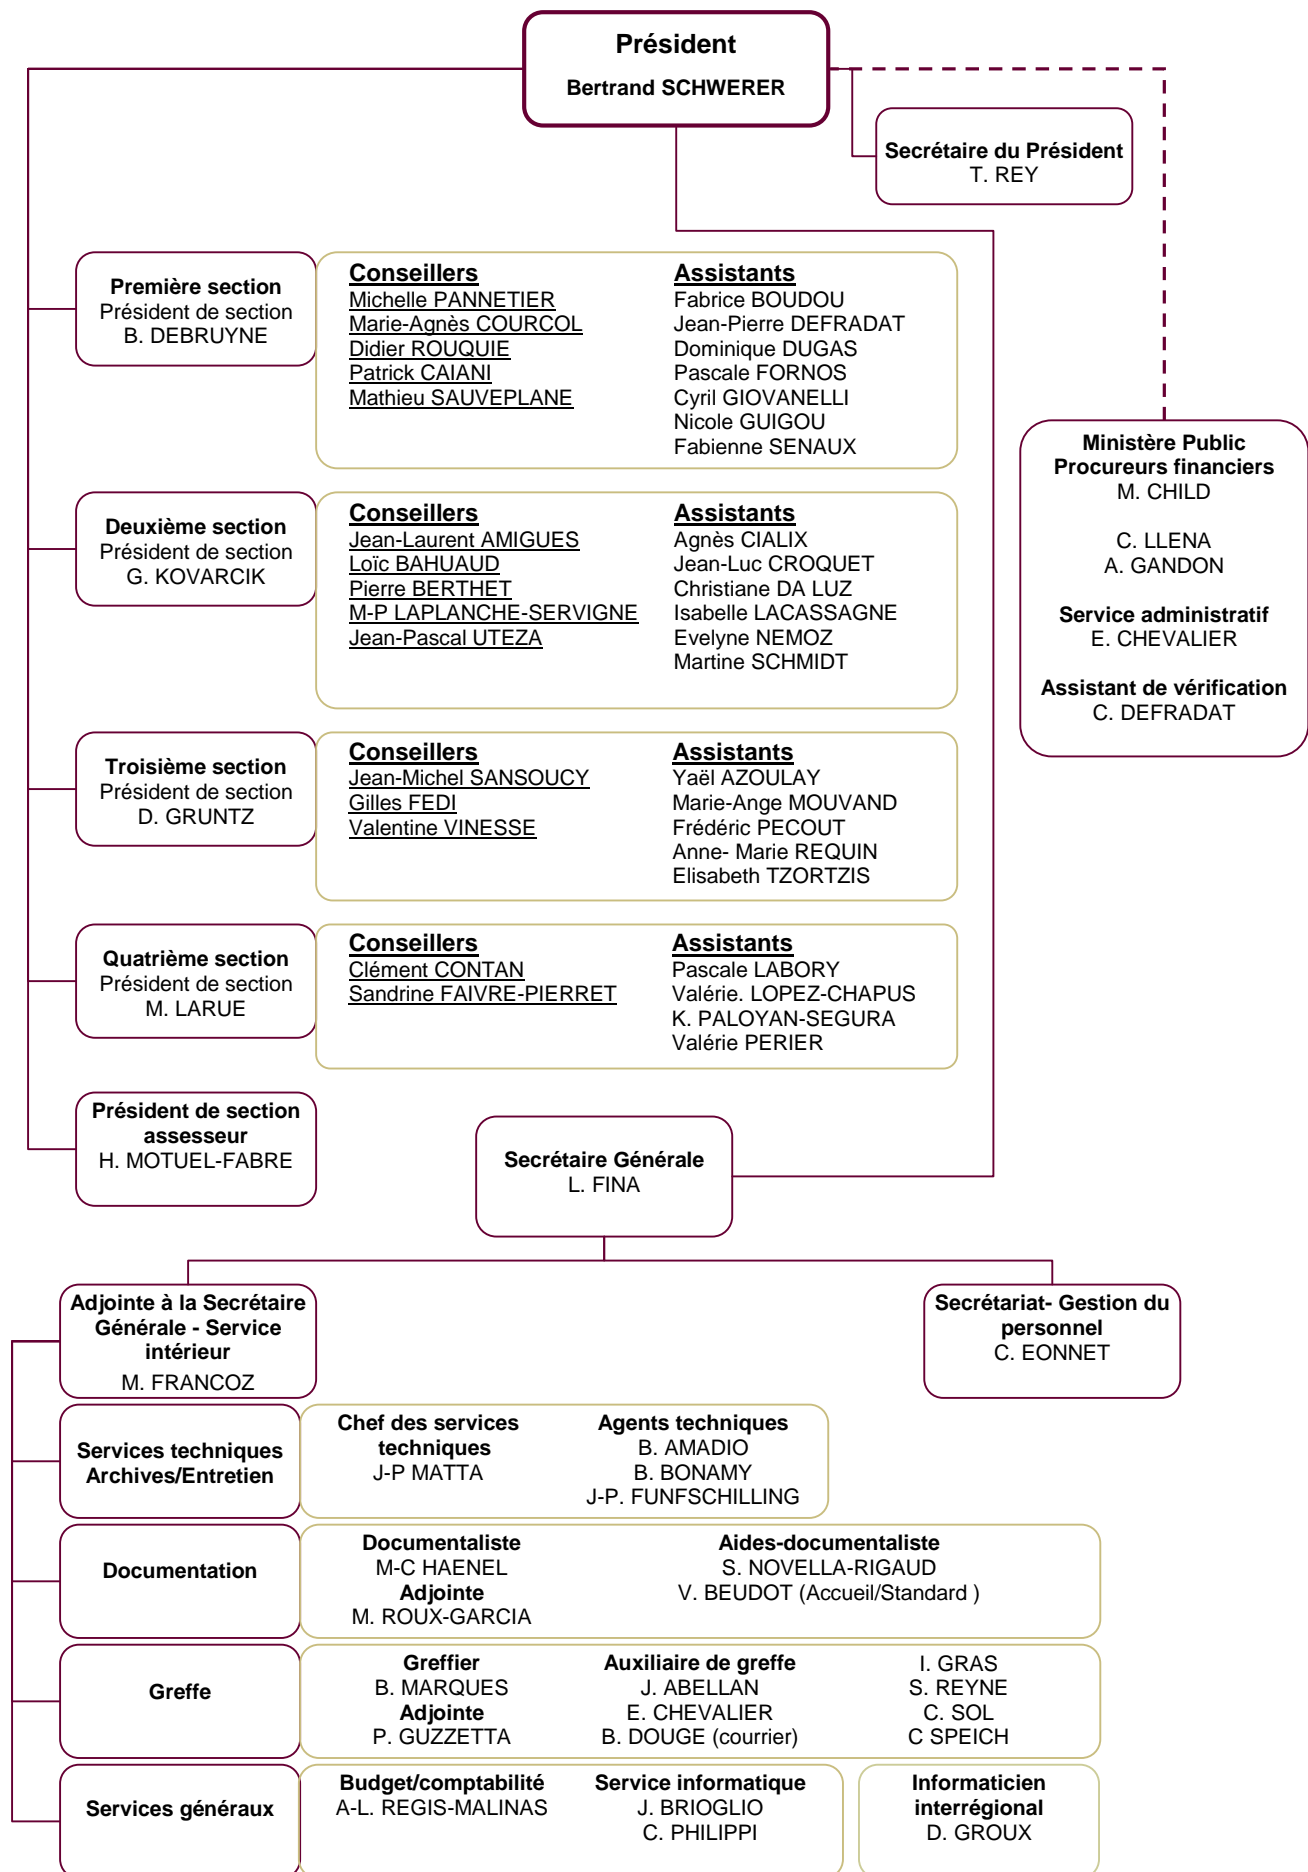 Président
Bertrand SCHWERER
Secrétaire du Président
T. REY
Première section
Président de section
B. DEBRUYNE
Conseillers
Michelle PANNETIER
Marie-Agnès COURCOL
Didier ROUQUIE
Patrick CAIANI
Mathieu SAUVEPLANE
Assistants
Fabrice BOUDOU
Jean-Pierre DEFRADAT
Dominique DUGAS
Pascale FORNOS
Cyril GIOVANELLI
Nicole GUIGOU
Fabienne SENAUX
Ministère Public
Procureurs financiers
M. CHILD
C. LLENA
A. GANDON
Service administratif
E. CHEVALIER
Assistant de vérification
C. DEFRADAT
Deuxième section
Président de section
G. KOVARCIK
Conseillers
Jean-Laurent AMIGUES
Loïc BAHUAUD
Pierre BERTHET
M-P LAPLANCHE-SERVIGNE
Jean-Pascal UTEZA
Assistants
Agnès CIALIX
Jean-Luc CROQUET
Christiane DA LUZ
Isabelle LACASSAGNE
Evelyne NEMOZ
Martine SCHMIDT
Troisième section
Président de section
D. GRUNTZ
Conseillers
Jean-Michel SANSOUCY
Gilles FEDI
Valentine VINESSE
Assistants
Yaël AZOULAY
Marie-Ange MOUVAND
Frédéric PECOUT
Anne- Marie REQUIN
Elisabeth TZORTZIS
Quatrième section
Président de section
M. LARUE
Conseillers
Clément CONTAN
Sandrine FAIVRE-PIERRET
Assistants
Pascale LABORY
Valérie. LOPEZ-CHAPUS
K. PALOYAN-SEGURA
Valérie PERIER
Président de section
assesseur
H. MOTUEL-FABRE
Secrétaire Générale
L. FINA
Adjointe à la Secrétaire
Générale - Service
intérieur
M. FRANCOZ
Secrétariat- Gestion du
personnel
C. EONNET
Services techniques
Archives/Entretien
Chef des services
techniques
J-P MATTA
Agents techniques
B. AMADIO
B. BONAMY
J-P. FUNFSCHILLING
Documentation
Documentaliste
M-C HAENEL
Adjointe
M. ROUX-GARCIA
Aides-documentaliste
S. NOVELLA-RIGAUD
V. BEUDOT (Accueil/Standard )
Greffe
Greffier
B. MARQUES
Adjointe
P. GUZZETTA
Auxiliaire de greffe
J. ABELLAN
E. CHEVALIER
B. DOUGE (courrier)
I. GRAS
S. REYNE
C. SOL
C SPEICH
Services généraux
Budget/comptabilité
A-L. REGIS-MALINAS
Service informatique
J. BRIOGLIO
C. PHILIPPI
Informaticien
interrégional
D. GROUX